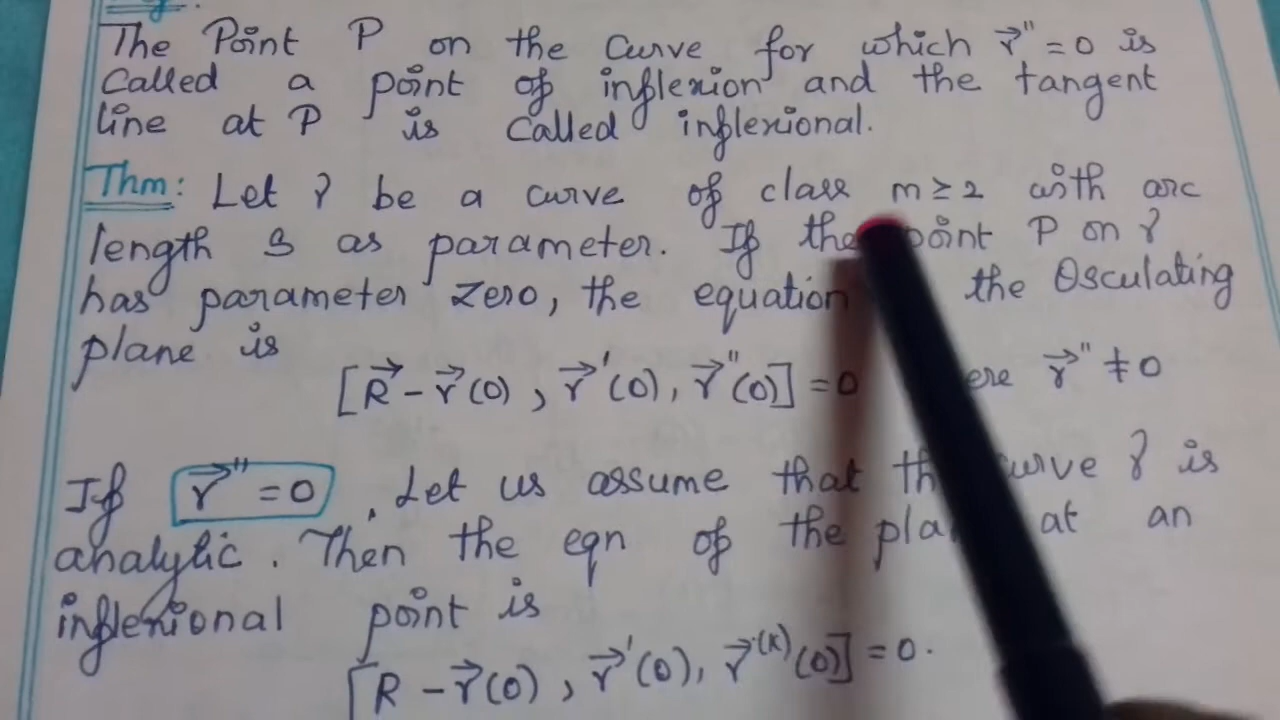 The Point P on the curve for which r⃗'' = 0 is
called a point of inflexion and the tangent
line at P is called inflexional.
Thm: Let γ be a curve of class m ≥ 2 with arc
length s as parameter. If the point P on γ
has parameter zero, the equation the Osculating
plane is
[R⃗ - r⃗(0), r⃗'(0), r⃗''(0)] = 0 r⃗'' ≠ 0
If r⃗'' = 0, Let us assume that the curve γ is
analytic. Then the eqn of the plane at an
inflexional point is
[R - r⃗(0), r⃗'(0), r⃗^(k)(0)] = 0.